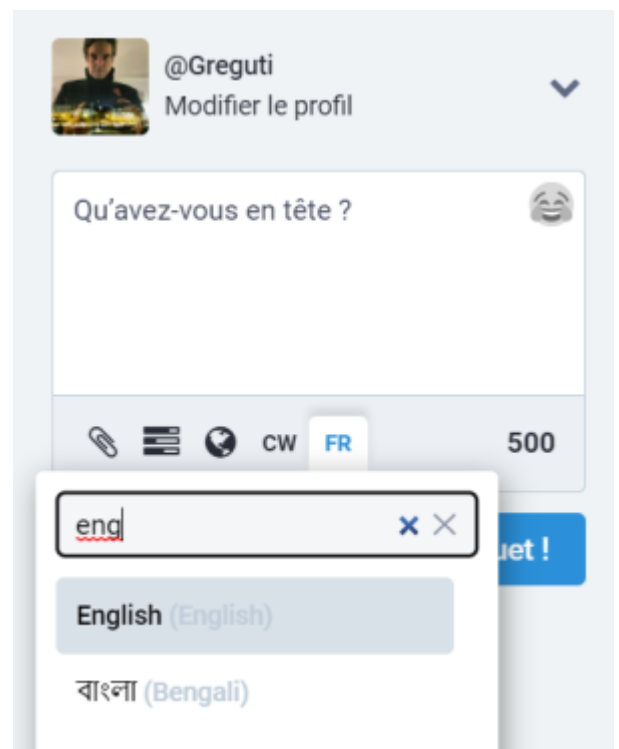 @Greguti
Modifier le profil
Qu’avez-vous en tête ?
CW FR 500
eng
uet !
English (English)
বাংলা (Bengali)